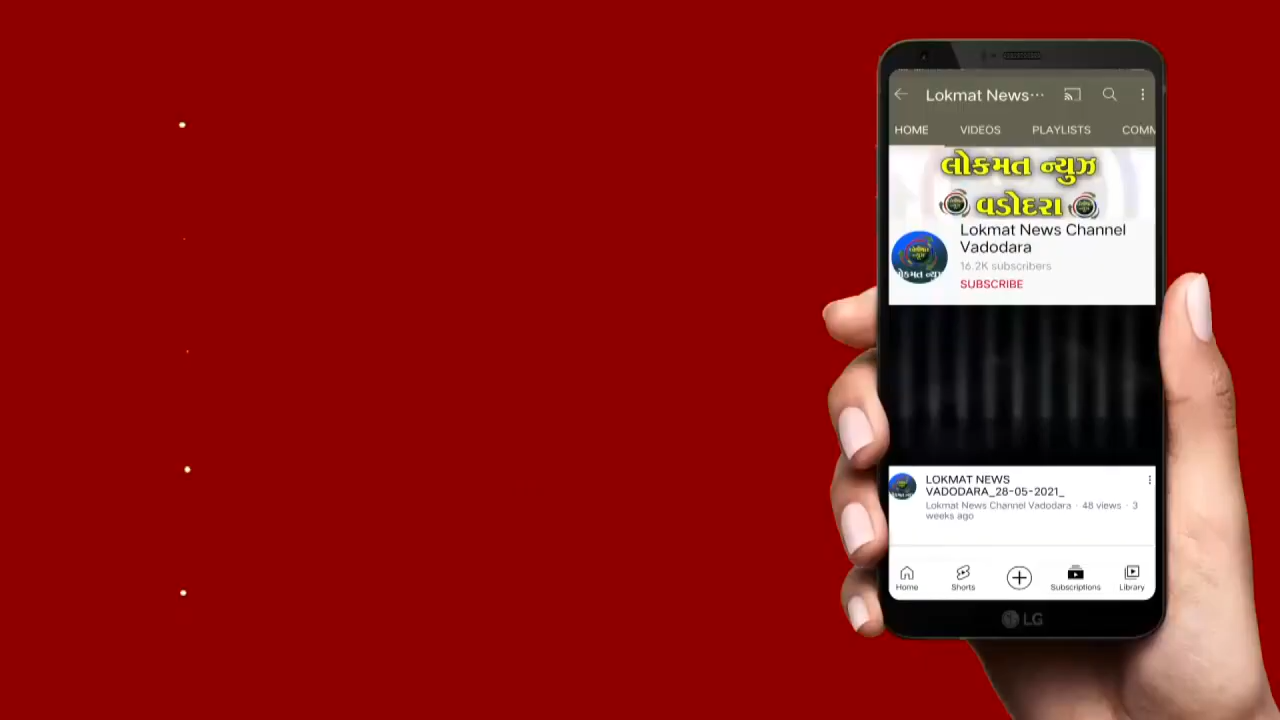 Lokmat News···
HOME VIDEOS PLAYLISTS COMM
લોકમત ન્યુઝ
વડોદરા
Lokmat News Channel
Vadodara
16.2K subscribers
SUBSCRIBE
LOKMAT NEWS
VADODARA_28-05-2021_
Lokmat News Channel Vadodara · 48 views · 3
weeks ago
Home Shorts Subscriptions Library
LG